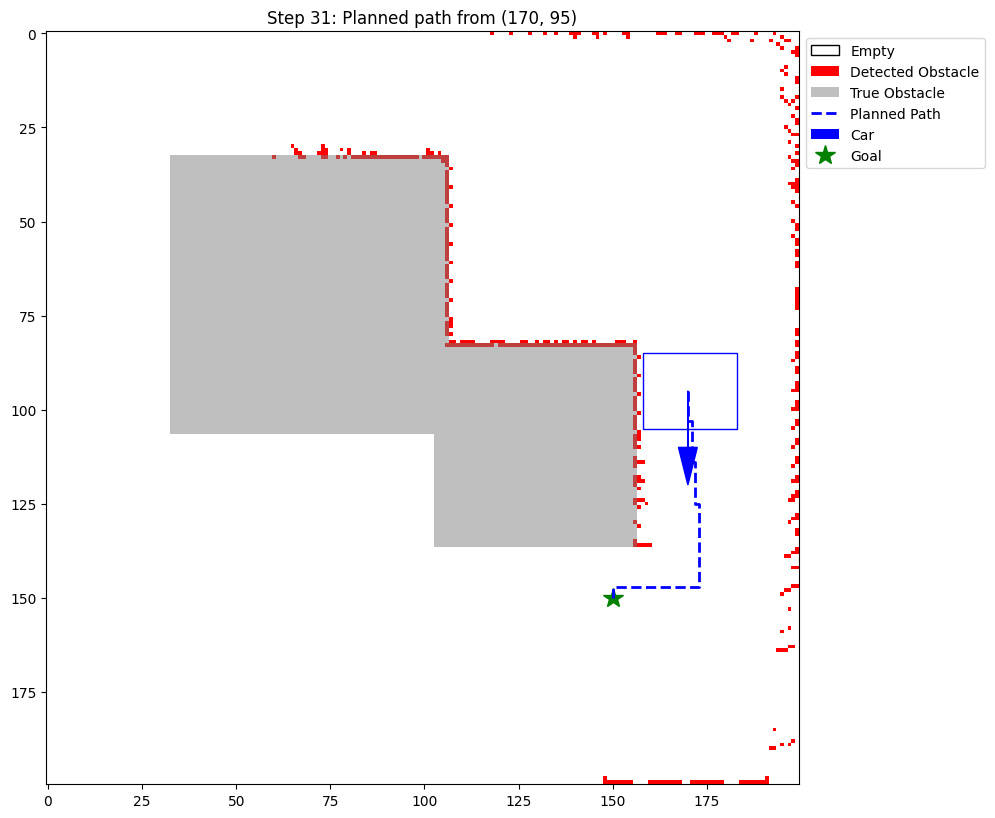 Step 31: Planned path from (170, 95)
Empty
Detected Obstacle
True Obstacle
Planned Path
Car
Goal
0
25
50
75
100
125
150
175
0 25 50 75 100 125 150 175